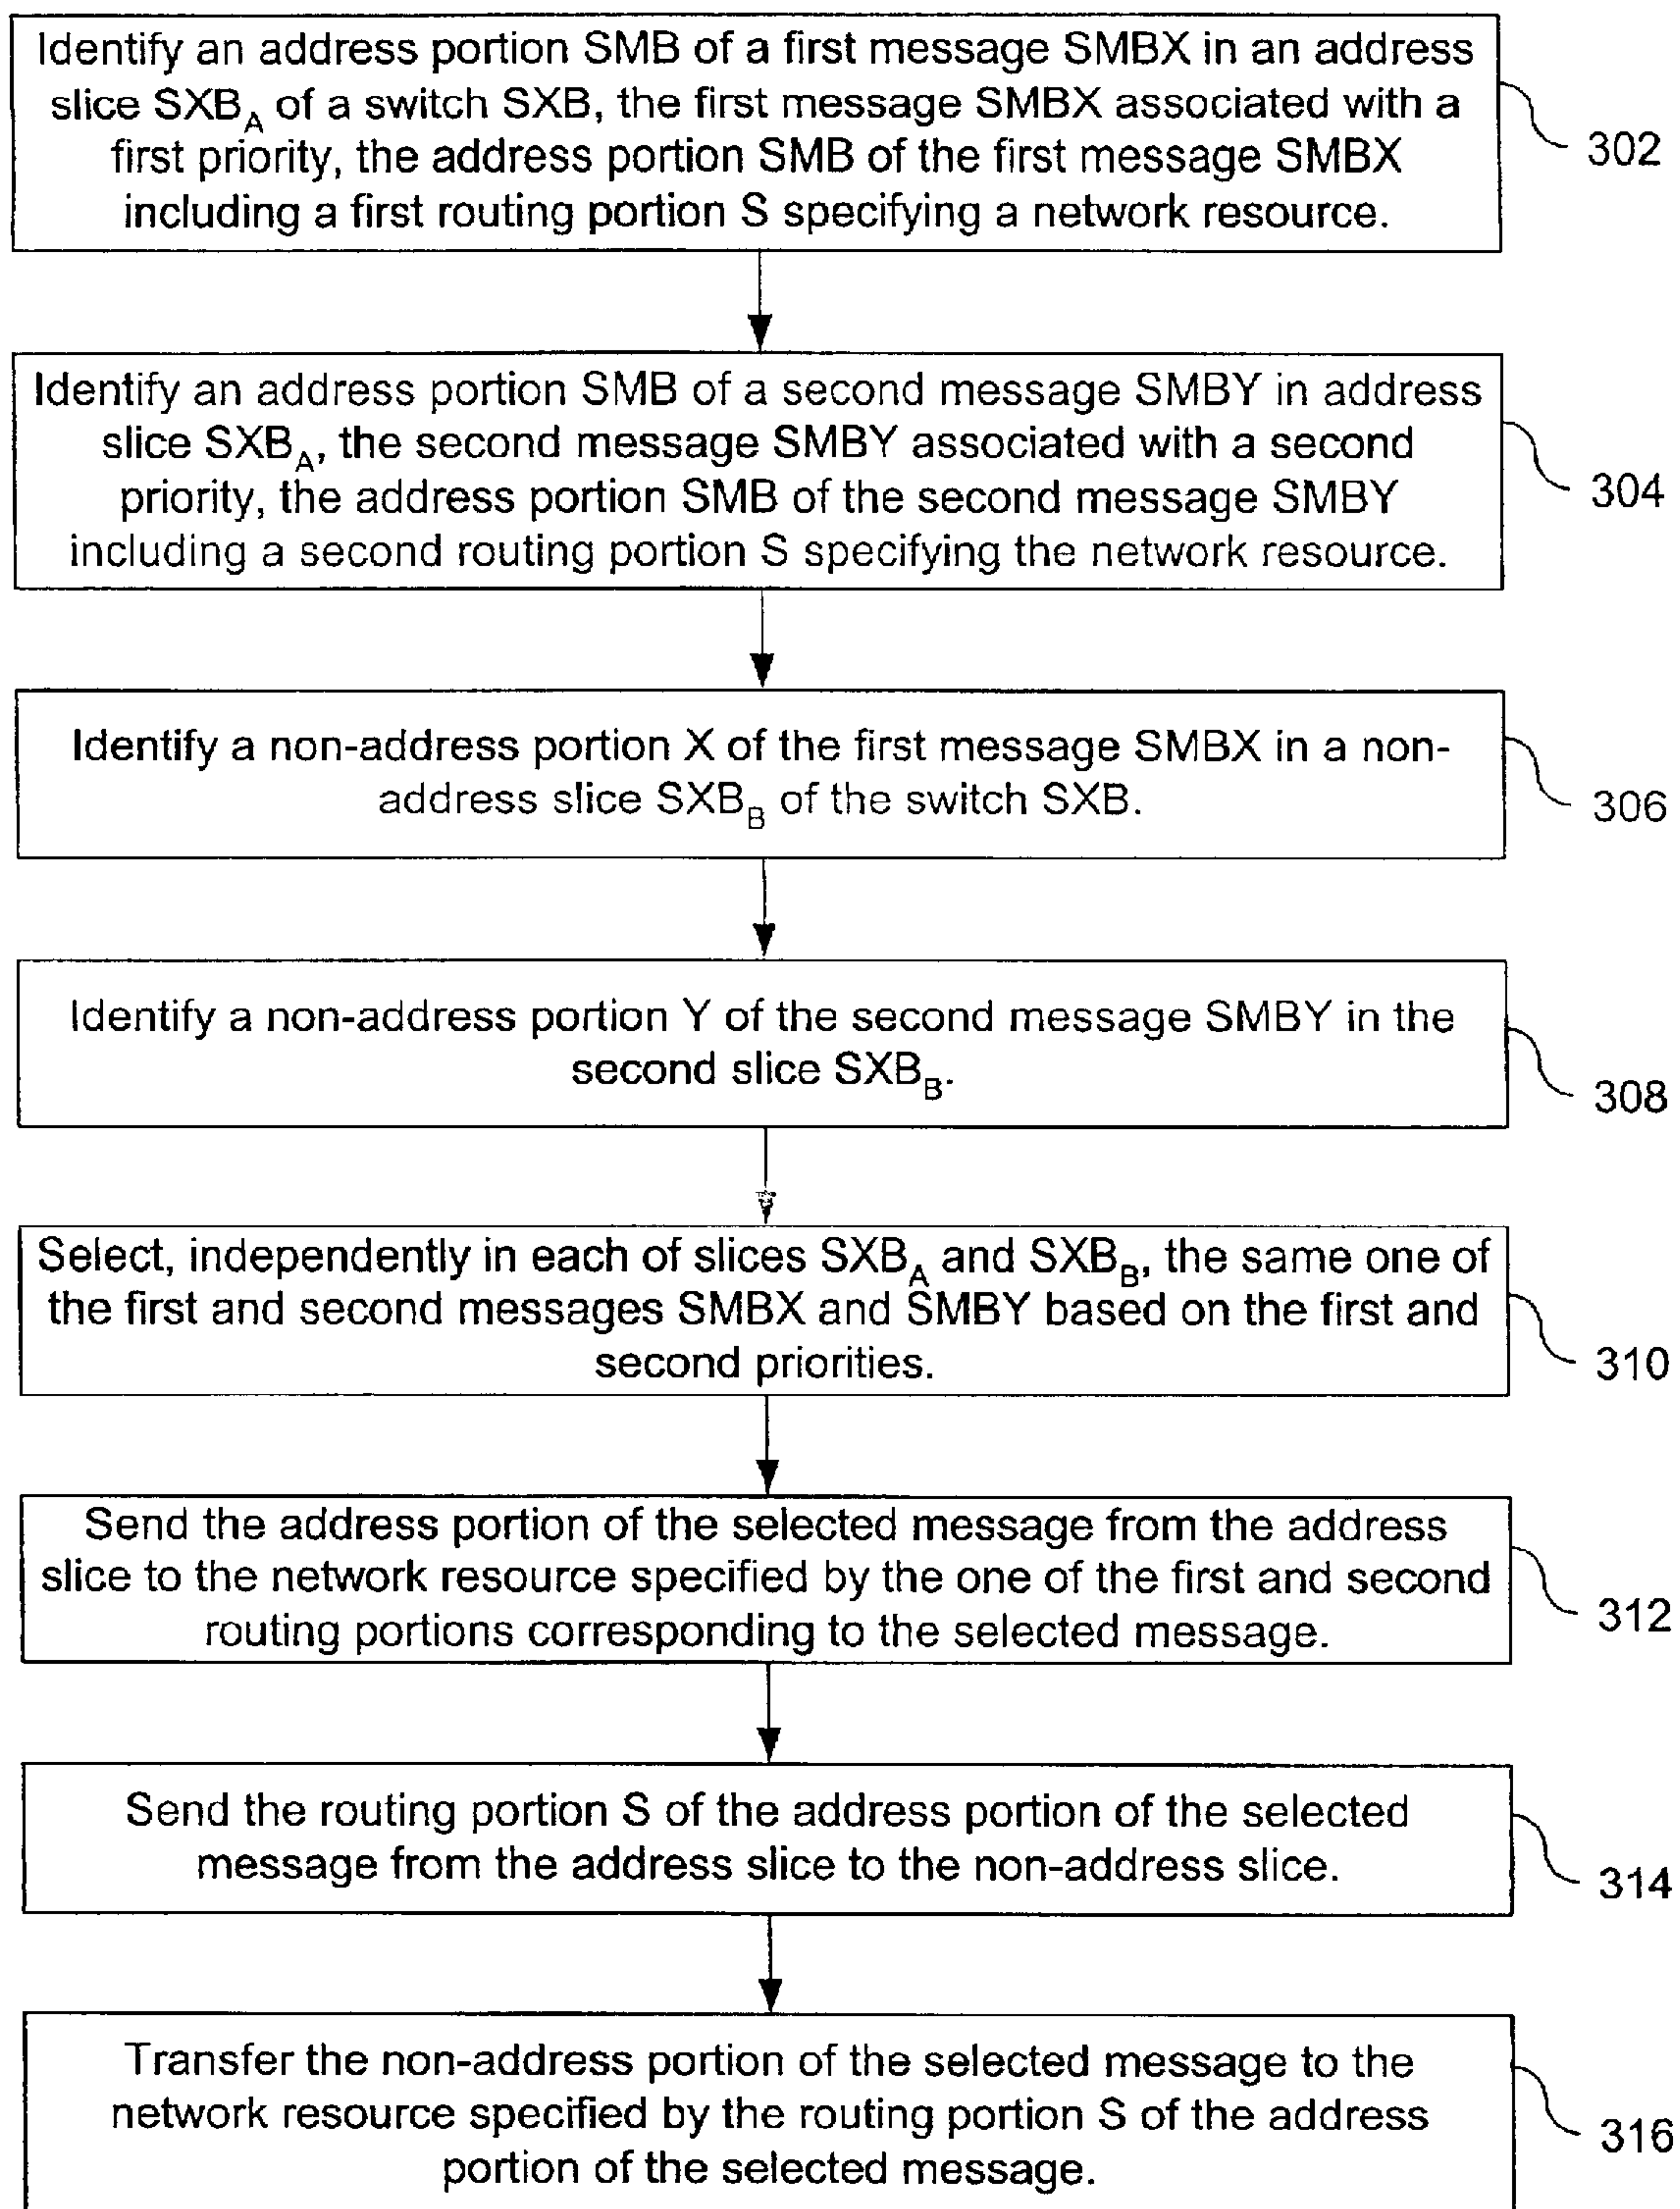 Identify an address portion SMB of a first message SMBX in an address
slice SXB_A of a switch SXB, the first message SMBX associated with a
first priority, the address portion SMB of the first message SMBX
including a first routing portion S specifying a network resource.
302
Identify an address portion SMB of a second message SMBY in address
slice SXB_A, the second message SMBY associated with a second
priority, the address portion SMB of the second message SMBY
including a second routing portion S specifying the network resource.
304
Identify a non-address portion X of the first message SMBX in a non-
address slice SXB_B of the switch SXB.
306
Identify a non-address portion Y of the second message SMBY in the
second slice SXB_B.
308
Select, independently in each of slices SXB_A and SXB_B, the same one of
the first and second messages SMBX and SMBY based on the first and
second priorities.
310
Send the address portion of the selected message from the address
slice to the network resource specified by the one of the first and second
routing portions corresponding to the selected message.
312
Send the routing portion S of the address portion of the selected
message from the address slice to the non-address slice.
314
Transfer the non-address portion of the selected message to the
network resource specified by the routing portion S of the address
portion of the selected message.
316